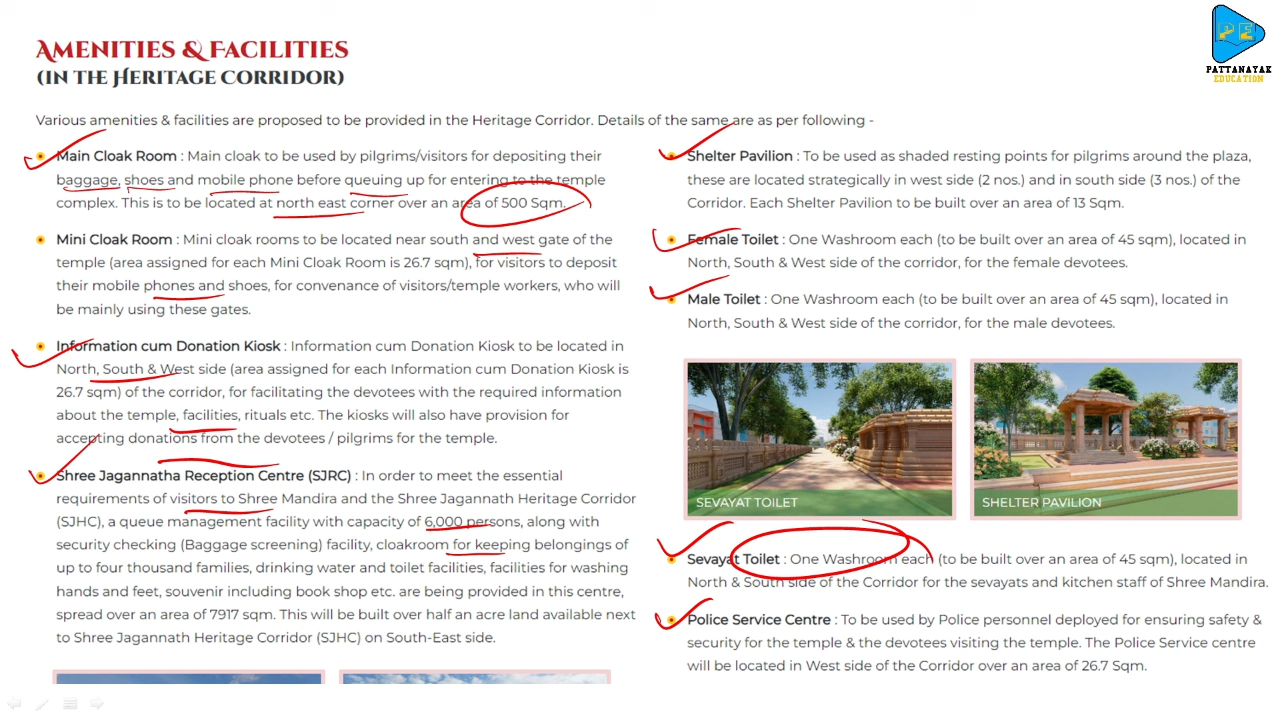 AMENITIES & FACILITIES
(IN THE HERITAGE CORRIDOR)
Various amenities & facilities are proposed to be provided in the Heritage Corridor. Details of the same are as per following -
Main Cloak Room : Main cloak to be used by pilgrims/visitors for depositing their
baggage, shoes and mobile phone before queuing up for entering to the temple
complex. This is to be located at north east corner over an area of 500 Sqm.
Mini Cloak Room : Mini cloak rooms to be located near south and west gate of the
temple (area assigned for each Mini Cloak Room is 26.7 sqm), for visitors to deposit
their mobile phones and shoes, for convenance of visitors/temple workers, who will
be mainly using these gates.
Information cum Donation Kiosk : Information cum Donation Kiosk to be located in
North, South & West side (area assigned for each Information cum Donation Kiosk is
26.7 sqm) of the corridor, for facilitating the devotees with the required information
about the temple, facilities, rituals etc. The kiosks will also have provision for
accepting donations from the devotees / pilgrims for the temple.
Shree Jagannatha Reception Centre (SJRC) : In order to meet the essential
requirements of visitors to Shree Mandira and the Shree Jagannath Heritage Corridor
(SJHC), a queue management facility with capacity of 6,000 persons, along with
security checking (Baggage screening) facility, cloakroom for keeping belongings of
up to four thousand families, drinking water and toilet facilities, facilities for washing
hands and feet, souvenir including book shop etc. are being provided in this centre,
spread over an area of 7917 sqm. This will be built over half an acre land available next
to Shree Jagannath Heritage Corridor (SJHC) on South-East side.
Shelter Pavilion : To be used as shaded resting points for pilgrims around the plaza,
these are located strategically in west side (2 nos.) and in south side (3 nos.) of the
Corridor. Each Shelter Pavilion to be built over an area of 13 Sqm.
Female Toilet : One Washroom each (to be built over an area of 45 sqm), located in
North, South & West side of the corridor, for the female devotees.
Male Toilet : One Washroom each (to be built over an area of 45 sqm), located in
North, South & West side of the corridor, for the male devotees.
SEVAYAT TOILET
SHELTER PAVILION
Sevayat Toilet : One Washroom each (to be built over an area of 45 sqm), located in
North & South side of the Corridor for the sevayats and kitchen staff of Shree Mandira.
Police Service Centre : To be used by Police personnel deployed for ensuring safety &
security for the temple & the devotees visiting the temple. The Police Service centre
will be located in West side of the Corridor over an area of 26.7 Sqm.
PE
PATTANAYAK
EDUCATION